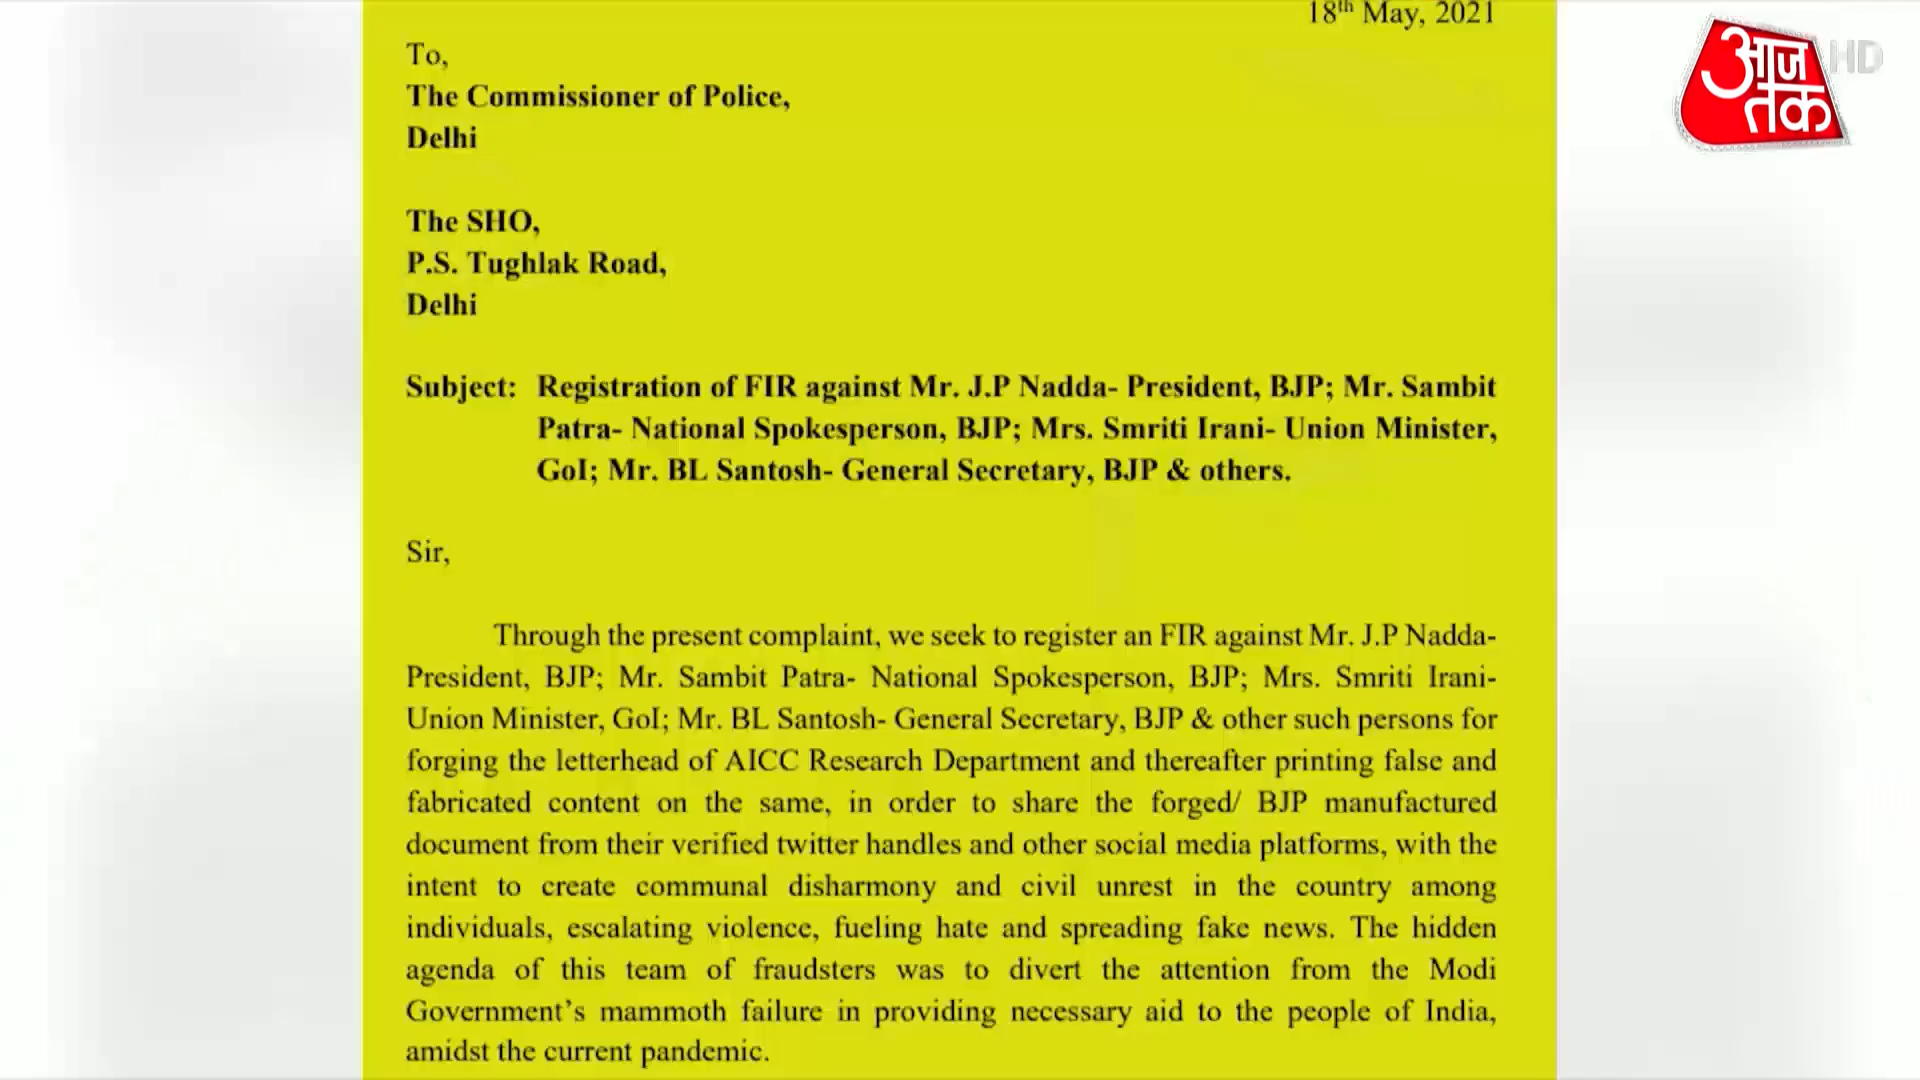 18th May, 2021
आज
तक
HD
To,
The Commissioner of Police,
Delhi
The SHO,
P.S. Tughlak Road,
Delhi
Subject: Registration of FIR against Mr. J.P Nadda- President, BJP; Mr. Sambit
Patra- National Spokesperson, BJP; Mrs. Smriti Irani- Union Minister,
GoI; Mr. BL Santosh- General Secretary, BJP & others.
Sir,
Through the present complaint, we seek to register an FIR against Mr. J.P Nadda-
President, BJP; Mr. Sambit Patra- National Spokesperson, BJP; Mrs. Smriti Irani-
Union Minister, GoI; Mr. BL Santosh- General Secretary, BJP & other such persons for
forging the letterhead of AICC Research Department and thereafter printing false and
fabricated content on the same, in order to share the forged/ BJP manufactured
document from their verified twitter handles and other social media platforms, with the
intent to create communal disharmony and civil unrest in the country among
individuals, escalating violence, fueling hate and spreading fake news. The hidden
agenda of this team of fraudsters was to divert the attention from the Modi
Government’s mammoth failure in providing necessary aid to the people of India,
amidst the current pandemic.